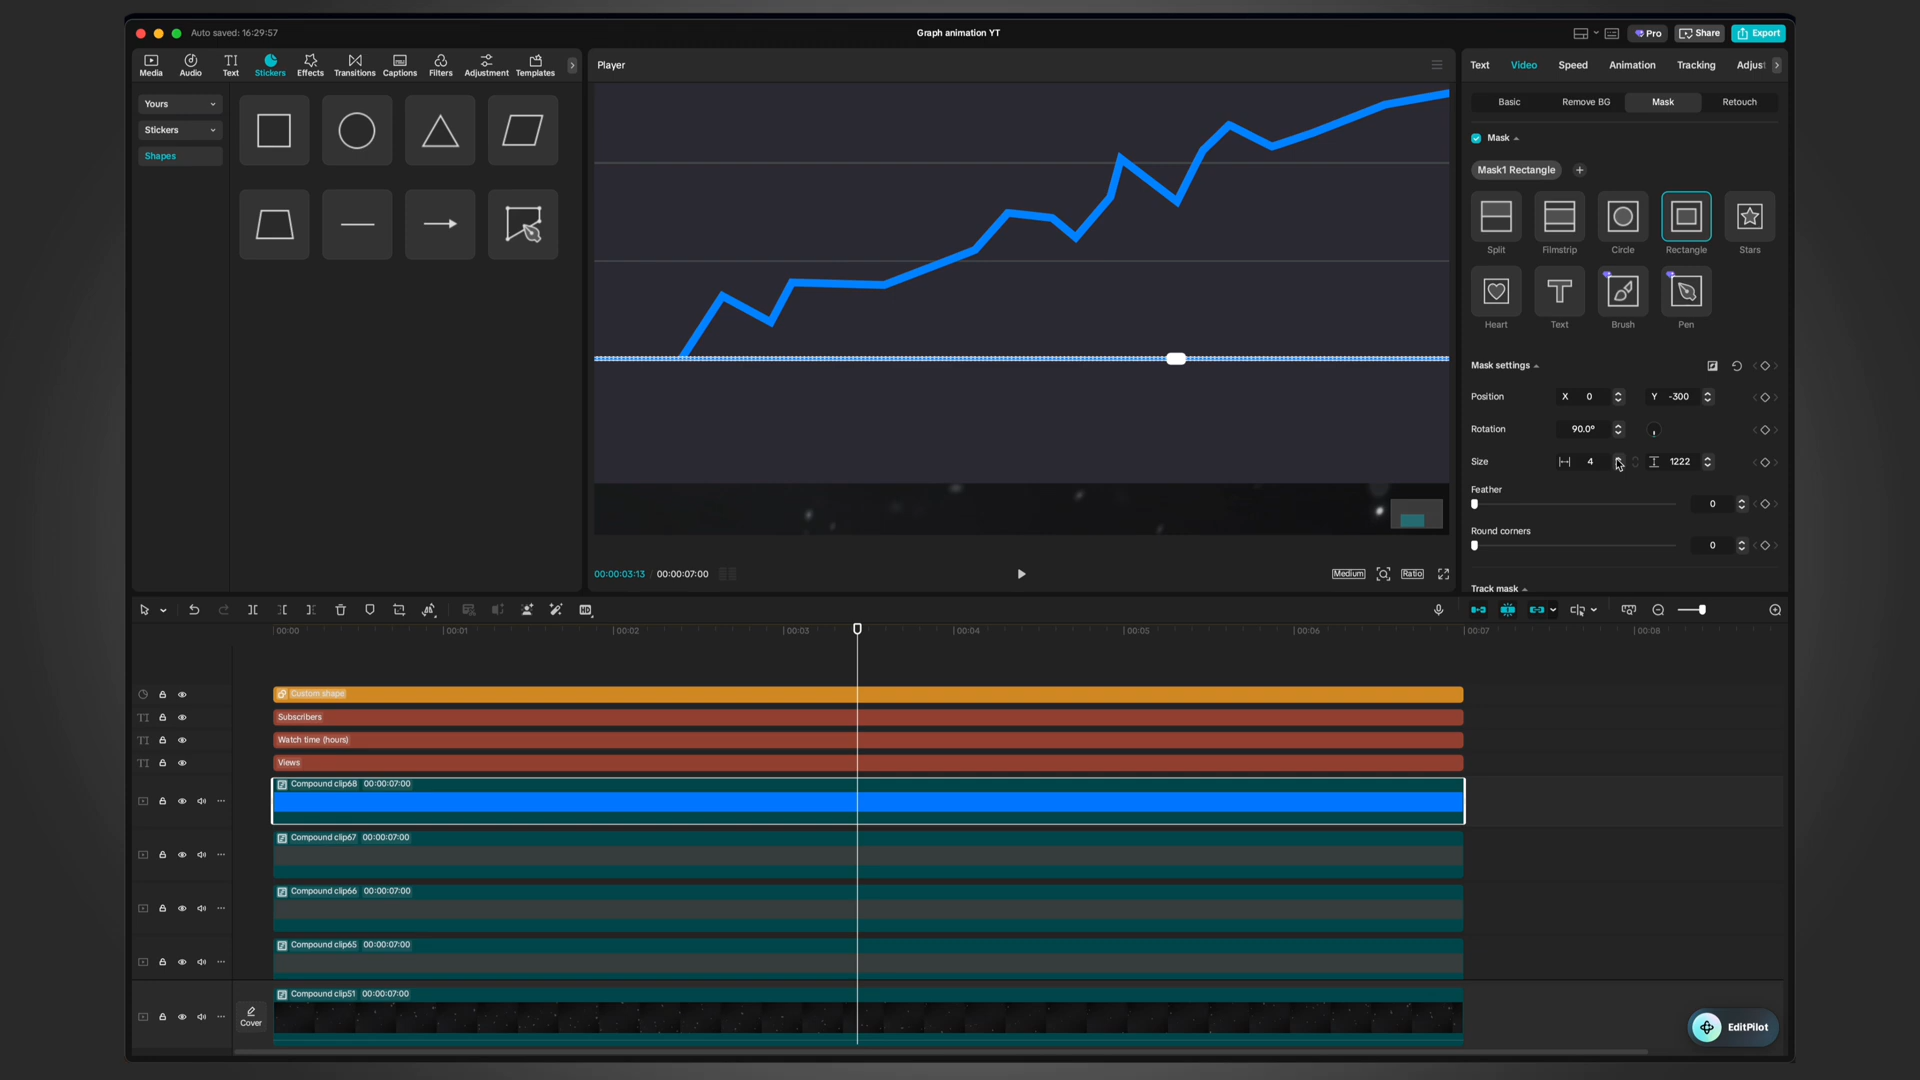 Auto saved: 16:29:57
Graph animation YT
Pro
Share
Export
Media
Audio
Text
Stickers
Effects
Transitions
Captions
Filters
Adjustment
Templates
Yours
Stickers
Shapes
Player
00:00:03:13 / 00:00:07:00
Medium
Ratio
Text
Video
Speed
Animation
Tracking
Adjust
Basic
Remove BG
Mask
Retouch
Mask
Mask1 Rectangle
Split
Filmstrip
Circle
Rectangle
Stars
Heart
Text
Brush
Pen
Mask settings
Position X 0 Y -300
Rotation 90.0°
Size 4 1222
Feather
0
Round corners
0
Track mask
00:00
00:01
00:02
00:03
00:04
00:05
00:06
00:07
00:08
Custom shape
Subscribers
Watch time (hours)
Views
Compound clip68 00:00:07:00
Compound clip67 00:00:07:00
Compound clip66 00:00:07:00
Compound clip65 00:00:07:00
Compound clip51 00:00:07:00
Cover
EditPilot